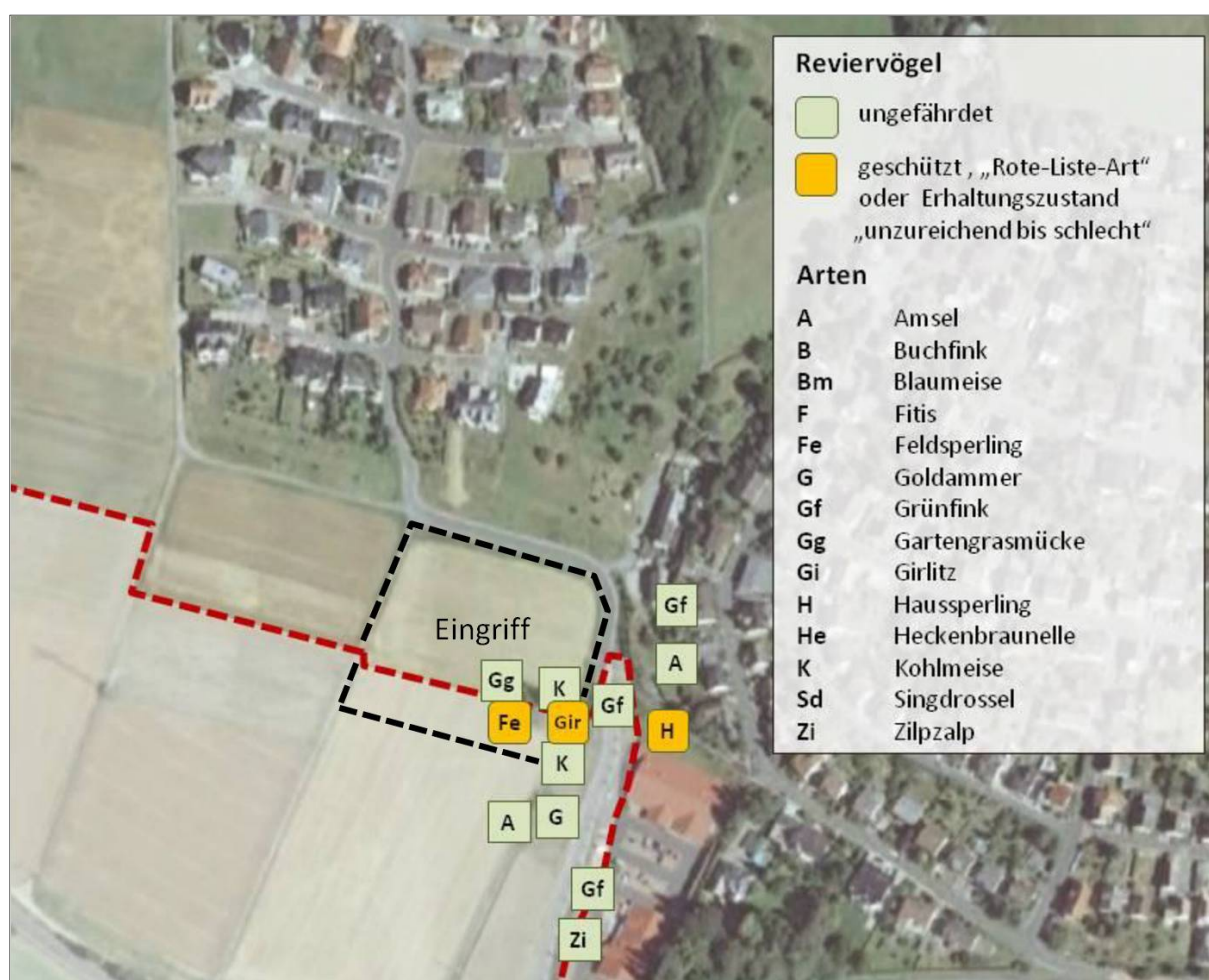 Reviervögel
ungefährdet
geschützt , „Rote-Liste-Art“
oder Erhaltungszustand
„unzureichend bis schlecht“
Arten
A Amsel
B Buchfink
Bm Blaumeise
F Fitis
Fe Feldsperling
G Goldammer
Gf Grünfink
Gg Gartengrasmücke
Gi Girlitz
H Haussperling
He Heckenbraunelle
K Kohlmeise
Sd Singdrossel
Zi Zilpzalp
Eingriff
Gf
A
Gg
K
Gf
Fe
Gir
H
K
A
G
Gf
Zi